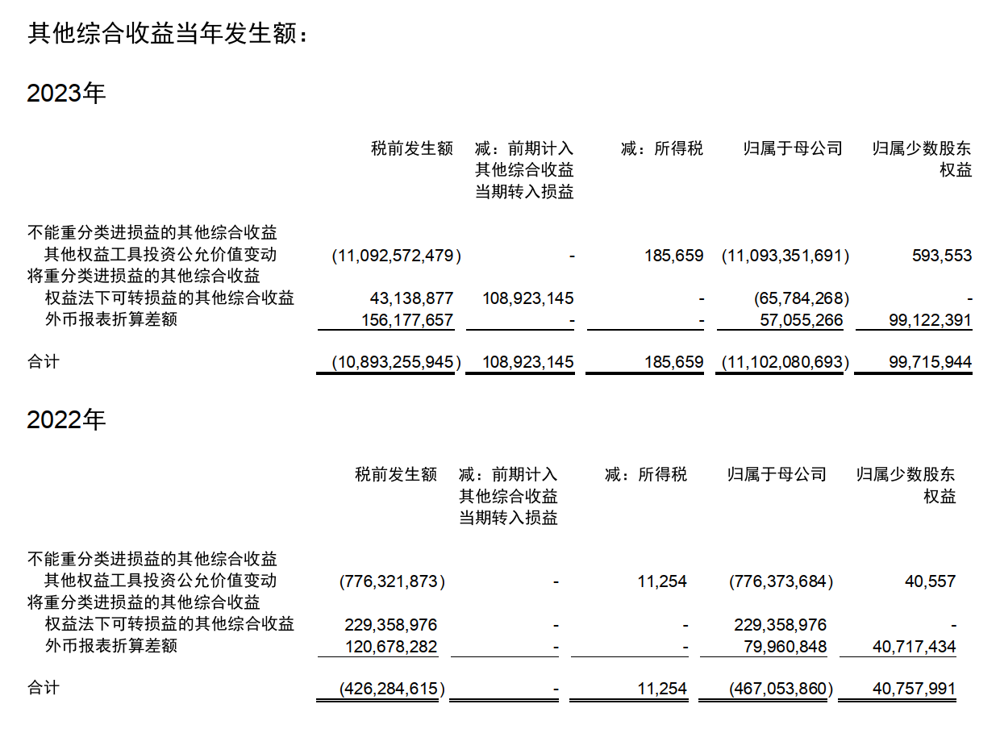 其他综合收益当年发生额：
2023年
税前发生额 减：前期计入 减：所得税 归属于母公司 归属少数股东
其他综合收益 权益
当期转入损益
不能重分类进损益的其他综合收益
其他权益工具投资公允价值变动 (11,092,572,479) - 185,659 (11,093,351,691) 593,553
将重分类进损益的其他综合收益
权益法下可转损益的其他综合收益 43,138,877 108,923,145 - (65,784,268) -
外币报表折算差额 156,177,657 - - 57,055,266 99,122,391
合计 (10,893,255,945) 108,923,145 185,659 (11,102,080,693) 99,715,944
2022年
税前发生额 减：前期计入 减：所得税 归属于母公司 归属少数股东
其他综合收益 权益
当期转入损益
不能重分类进损益的其他综合收益
其他权益工具投资公允价值变动 (776,321,873) - 11,254 (776,373,684) 40,557
将重分类进损益的其他综合收益
权益法下可转损益的其他综合收益 229,358,976 - - 229,358,976 -
外币报表折算差额 120,678,282 - - 79,960,848 40,717,434
合计 (426,284,615) - 11,254 (467,053,860) 40,757,991